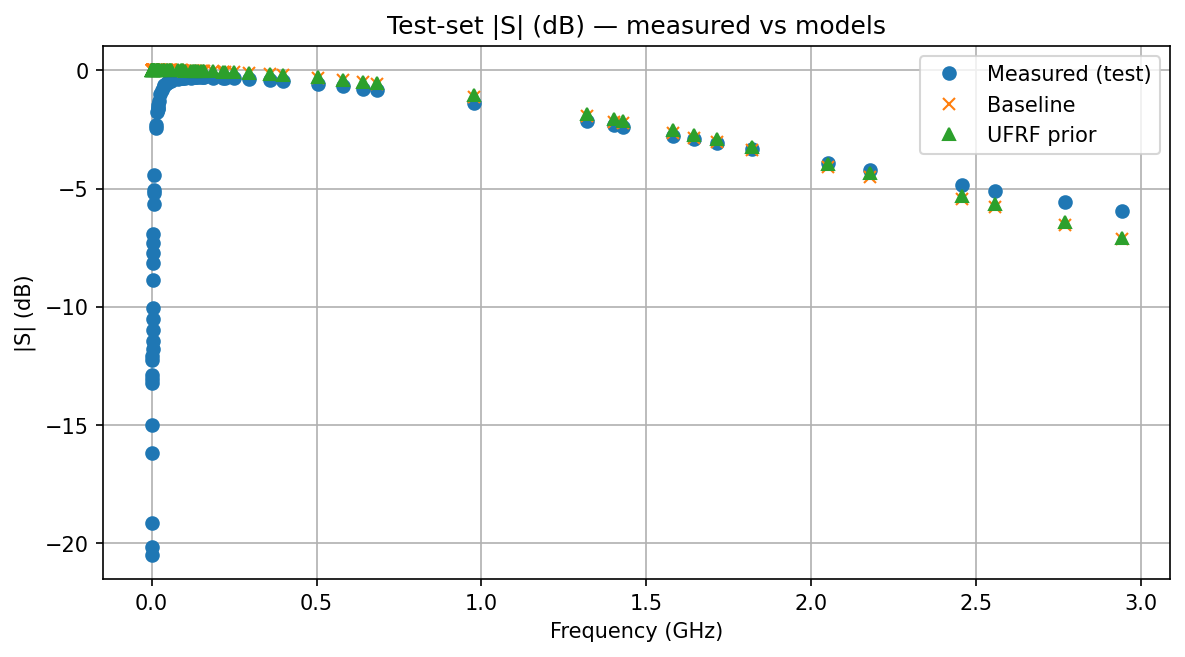 Test-set |S| (dB) — measured vs models
Measured (test)
Baseline
UFRF prior
|S| (dB)
0
−5
−10
−15
−20
0.0 0.5 1.0 1.5 2.0 2.5 3.0
Frequency (GHz)